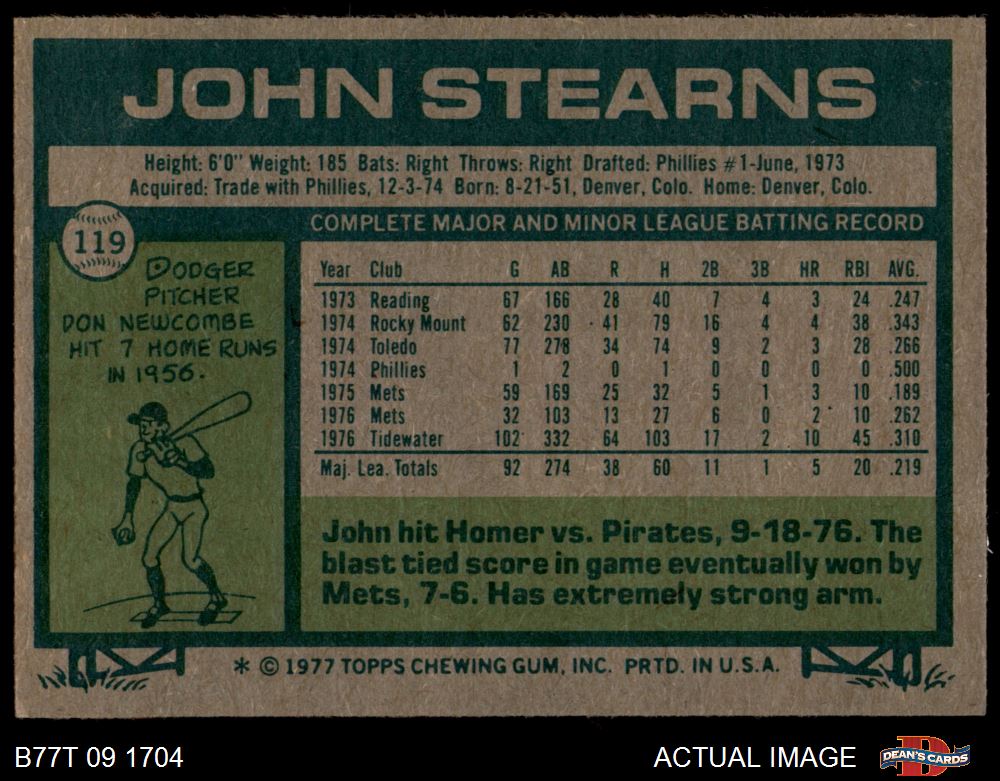 JOHN STEARNS
Height: 6'0" Weight: 185 Bats: Right Throws: Right Drafted: Phillies #1-June, 1973
Acquired: Trade with Phillies, 12-3-74 Born: 8-21-51, Denver, Colo. Home: Denver, Colo.
119
DODGER
PITCHER
DON NEWCOMBE
HIT 7 HOME RUNS
IN 1956.
COMPLETE MAJOR AND MINOR LEAGUE BATTING RECORD
Year Club G AB R H 2B 3B HR RBI AVG.
1973 Reading 67 166 28 40 7 4 3 24 .247
1974 Rocky Mount 62 230 41 79 16 4 4 38 .343
1974 Toledo 77 278 34 74 9 2 3 28 .266
1974 Phillies 1 2 0 1 0 0 0 0 .500
1975 Mets 59 169 25 32 5 1 3 10 .189
1976 Mets 32 103 13 27 6 0 2 10 .262
1976 Tidewater 102 332 64 103 17 2 10 45 .310
Maj. Lea. Totals 92 274 38 60 11 1 5 20 .219
John hit Homer vs. Pirates, 9-18-76. The
blast tied score in game eventually won by
Mets, 7-6. Has extremely strong arm.
* © 1977 TOPPS CHEWING GUM, INC. PRTD. IN U.S.A.
B77T 09 1704
ACTUAL IMAGE
DEAN'S CARDS